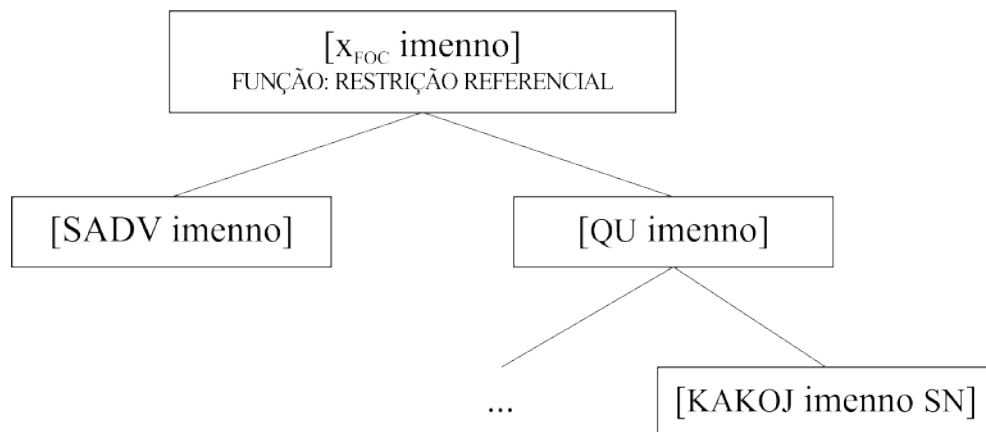 [x_FOC imenno]
FUNÇÃO: RESTRIÇÃO REFERENCIAL
[SADV imenno]
[QU imenno]
...
[KAKOJ imenno SN]